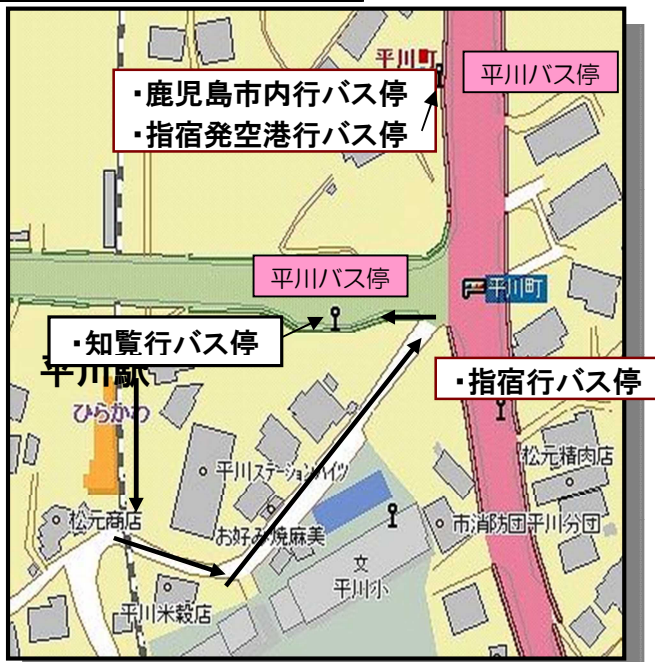 平川町
平川バス停
・鹿児島市内行バス停
・指宿発空港行バス停
平川バス停
平川町
・知覧行バス停
平川駅
・指宿行バス停
ひらかわ
平川ステーションハイツ
松元精肉店
松元商店
お好み焼麻美
市消防団平川分団
文
平川小
平川米穀店